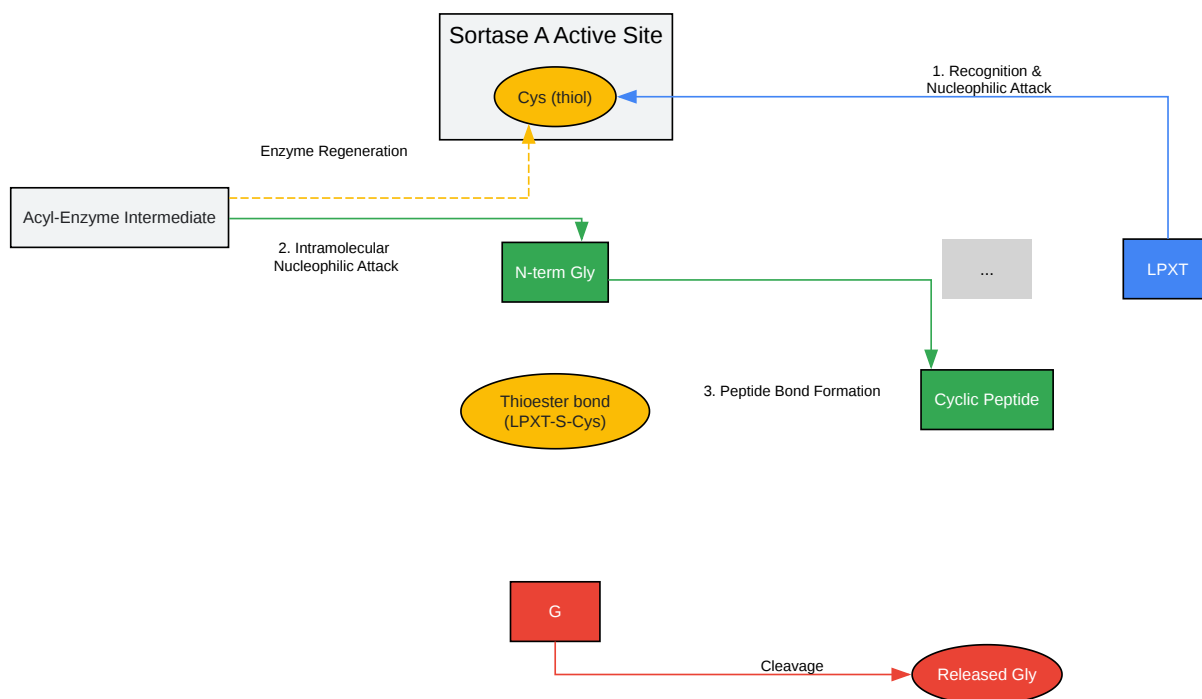 Sortase A Active Site
Cys (thiol)
1. Recognition &
Nucleophilic Attack
Enzyme Regeneration
Acyl-Enzyme Intermediate
2. Intramolecular
Nucleophilic Attack
N-term Gly
...
LPXT
Thioester bond
(LPXT-S-Cys)
3. Peptide Bond Formation
Cyclic Peptide
G
Cleavage
Released Gly